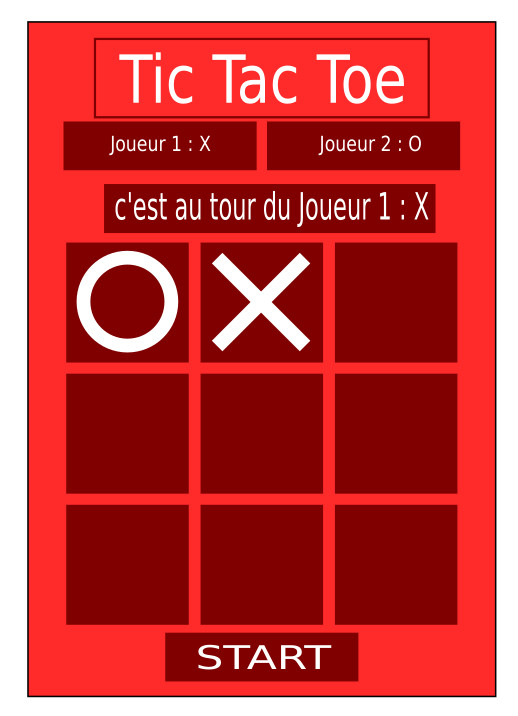 Tic Tac Toe
Joueur 1 : X
Joueur 2 : O
c'est au tour du Joueur 1 : X
O X
START